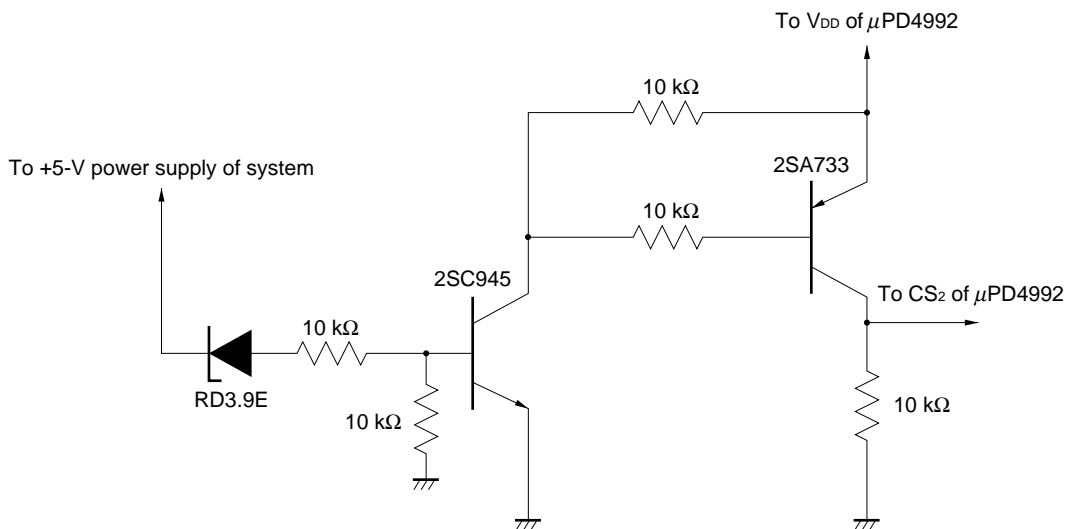 To VDD of μPD4992
10 kΩ
To +5-V power supply of system
2SA733
10 kΩ
2SC945
To CS2 of μPD4992
10 kΩ
RD3.9E
10 kΩ
10 kΩ